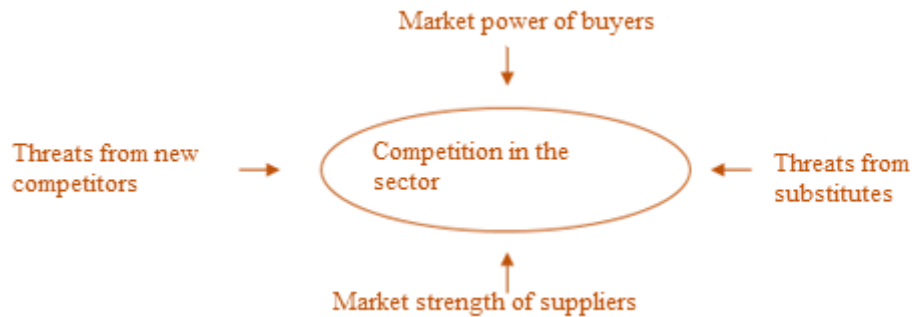 Market power of buyers
Threats from new
competitors
Competition in the
sector
Threats from
substitutes
Market strength of suppliers